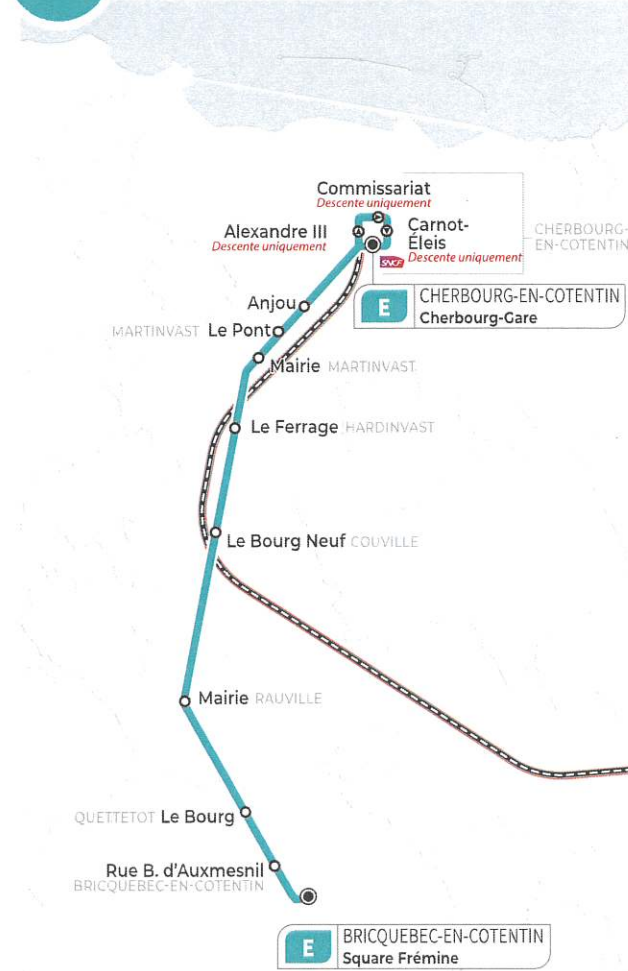 Commissariat
Descente uniquement
Alexandre III
Descente uniquement
Carnot-
Éleis
Descente uniquement
SNCF
CHERBOURG-
EN-COTENTIN
E
CHERBOURG-EN-COTENTIN
Cherbourg-Gare
Anjou
MARTINVAST Le Pont
Mairie MARTINVAST
Le Ferrage HARDINVAST
Le Bourg Neuf COUVILLE
Mairie RAUVILLE
QUETTETOT Le Bourg
Rue B. d'Auxmesnil
BRICQUEBEC-EN-COTENTIN
E
BRICQUEBEC-EN-COTENTIN
Square Frémine